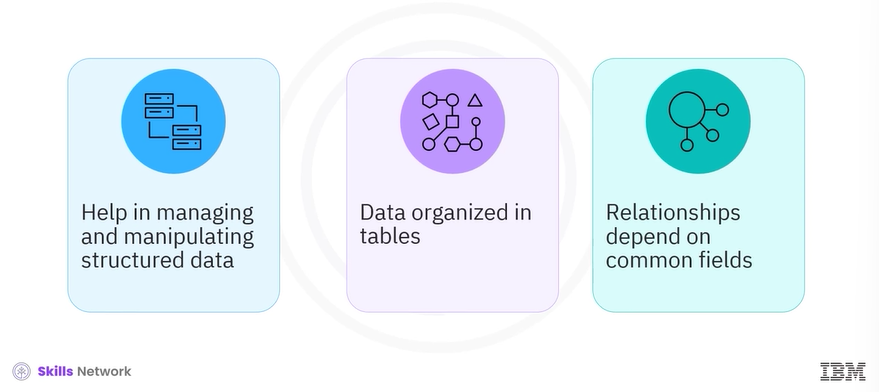 Help in managing
and manipulating
structured data
Data organized in
tables
Relationships
depend on
common fields
Skills Network
IBM